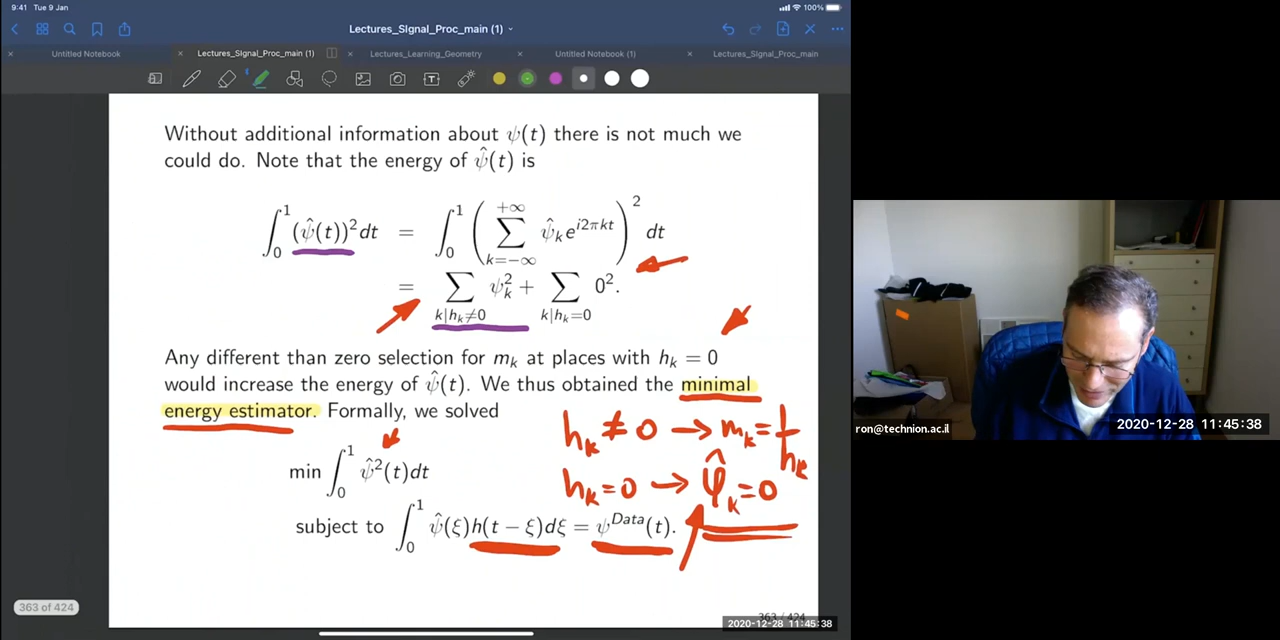 9:41 Tue 9 Jan
100%
Lectures_SIgnal_Proc_main (1)
Untitled Notebook
Lectures_SIgnal_Proc_main (1)
Lectures_Learning_Geometry
Untitled Notebook (1)
Lectures_SIgnal_Proc_main
Without additional information about ψ(t) there is not much we
could do. Note that the energy of ψ̂(t) is
∫₀¹ (ψ̂(t))²dt = ∫₀¹ (∑_{k=−∞}^{+∞} ψ̂ₖe^{i2πkt})² dt
= ∑_{k|hₖ≠0} ψₖ² + ∑_{k|hₖ=0} 0².
Any different than zero selection for mₖ at places with hₖ = 0
would increase the energy of ψ̂(t). We thus obtained the minimal
energy estimator. Formally, we solved
hₖ ≠ 0 → mₖ = 1/hₖ
min ∫₀¹ ψ̂²(t)dt
hₖ = 0 → φ̂ₖ = 0
subject to ∫₀¹ ψ̂(ξ)h(t − ξ)dξ = ψ^{Data}(t).
363 of 424
363 / 424
2020-12-28 11:45:38
ron@technion.ac.il
2020-12-28 11:45:38